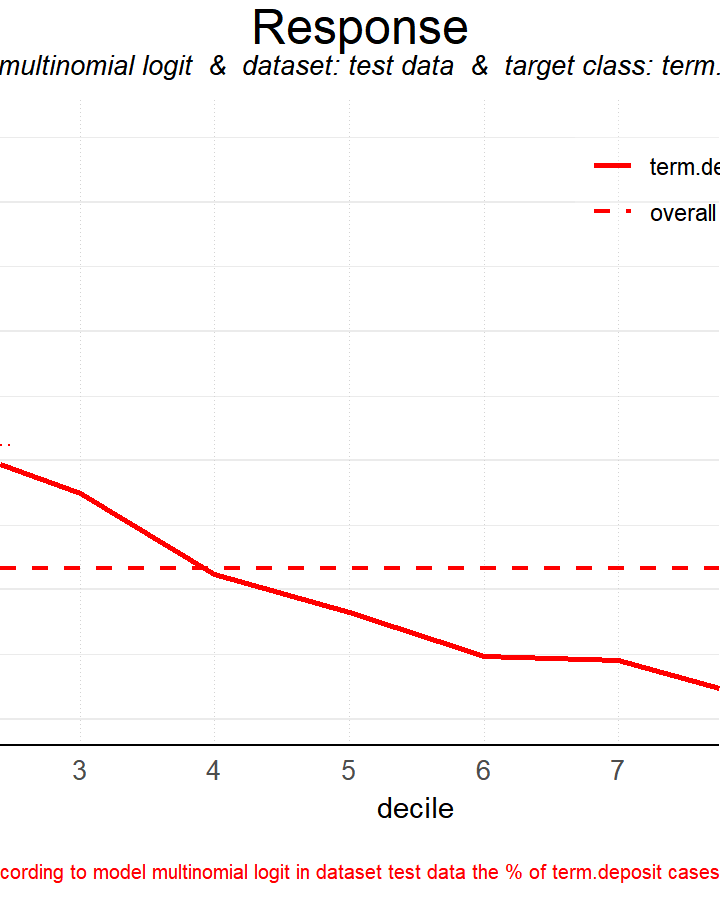 Response
multinomial logit & dataset: test data & target class: term.
term.de
overall
3 4 5 6 7
decile
cording to model multinomial logit in dataset test data the % of term.deposit cases